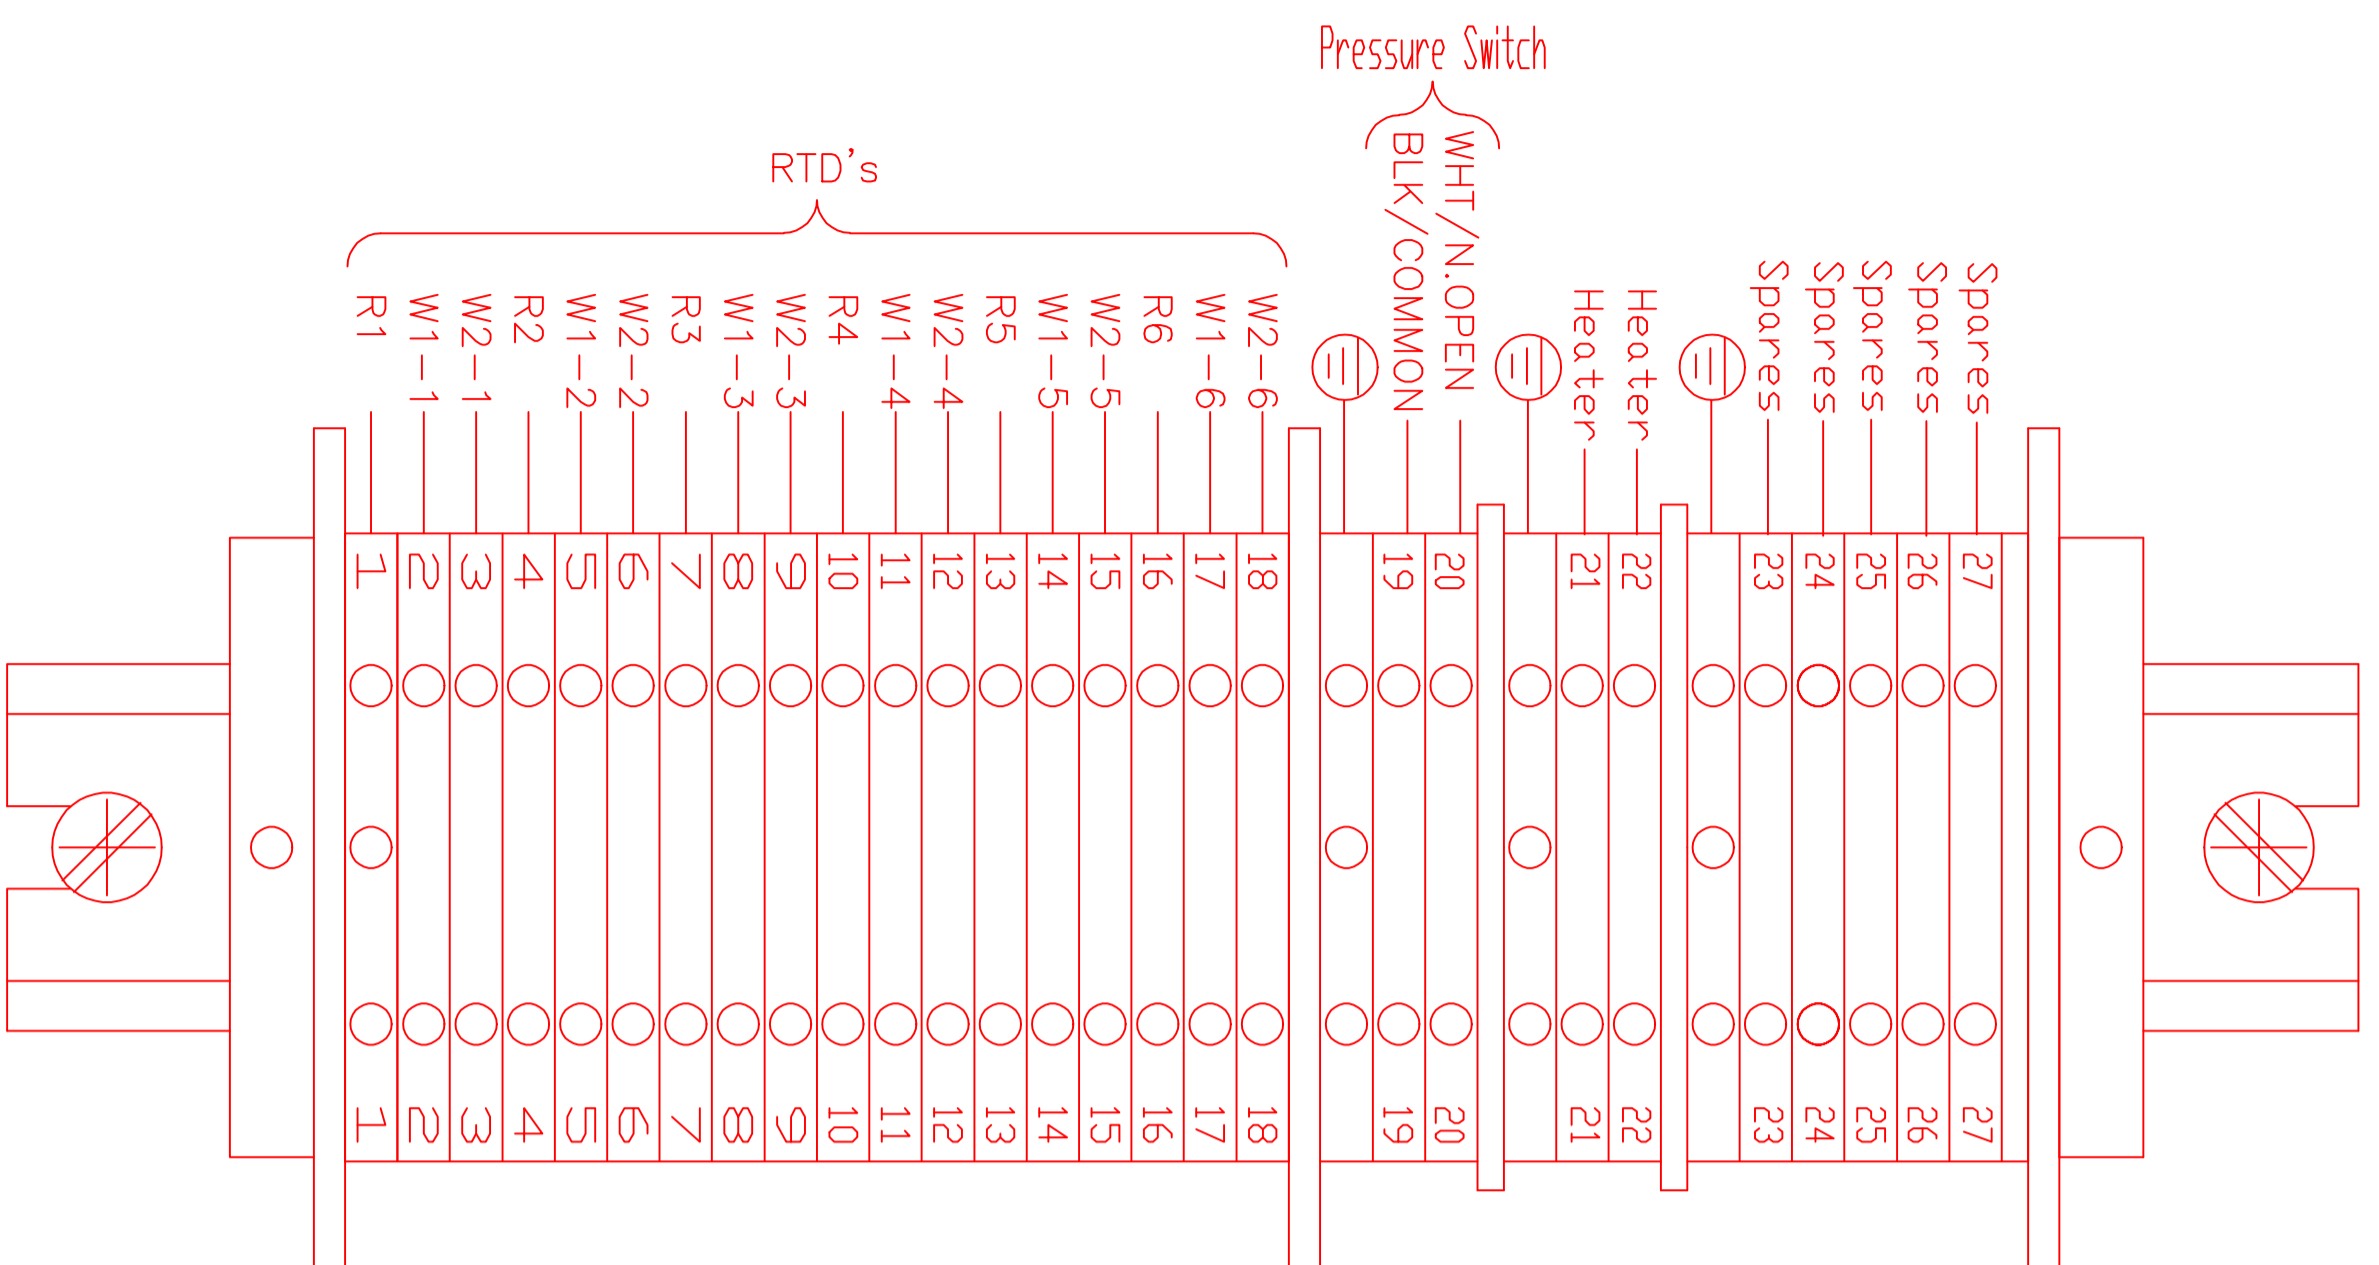 Pressure Switch
WHT/N.OPEN
BLK/COMMON
RTD's
R1
W1-1
W2-1
R2
W1-2
W2-2
R3
W1-3
W2-3
R4
W1-4
W2-4
R5
W1-5
W2-5
R6
W1-6
W2-6
Heater
Heater
Spares
Spares
Spares
Spares
Spares
1 2 3 4 5 6 7 8 9 10 11 12 13 14 15 16 17 18 19 20 21 22 23 24 25 26 27
1 2 3 4 5 6 7 8 9 10 11 12 13 14 15 16 17 18 19 20 21 22 23 24 25 26 27